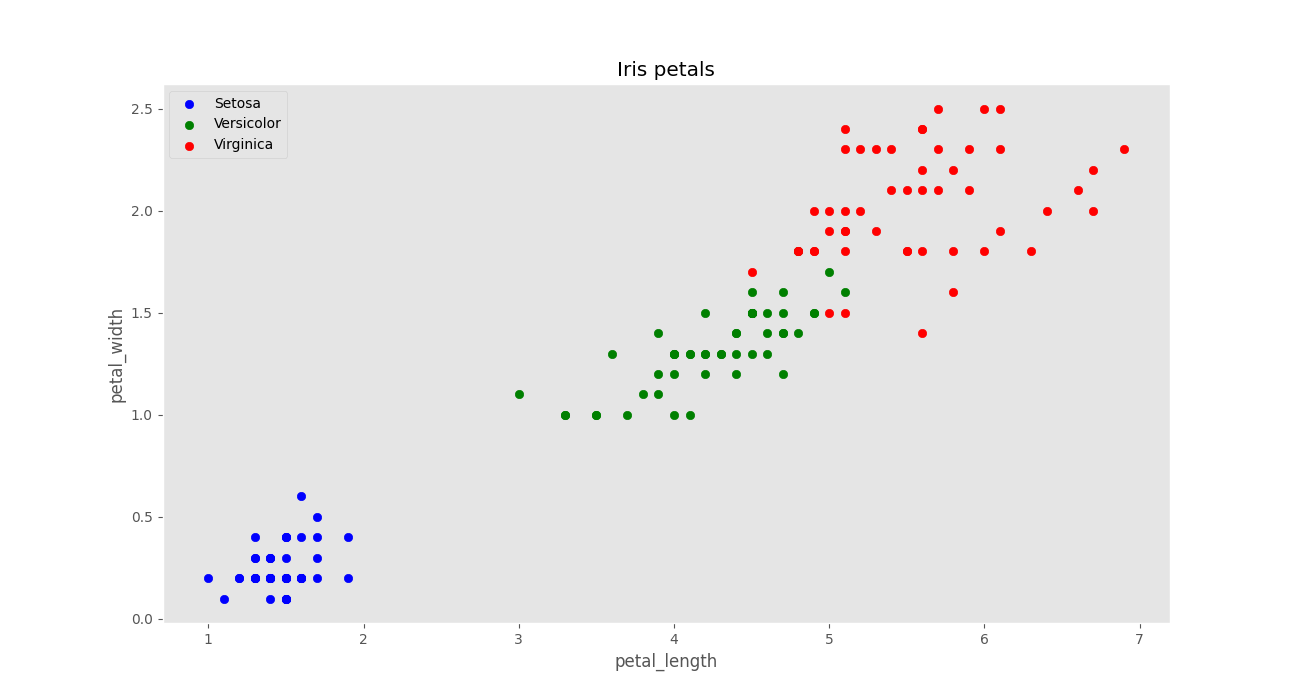 Iris petals
Setosa
Versicolor
Virginica
2.5
2.0
1.5
1.0
0.5
0.0
petal_width
1 2 3 4 5 6 7
petal_length